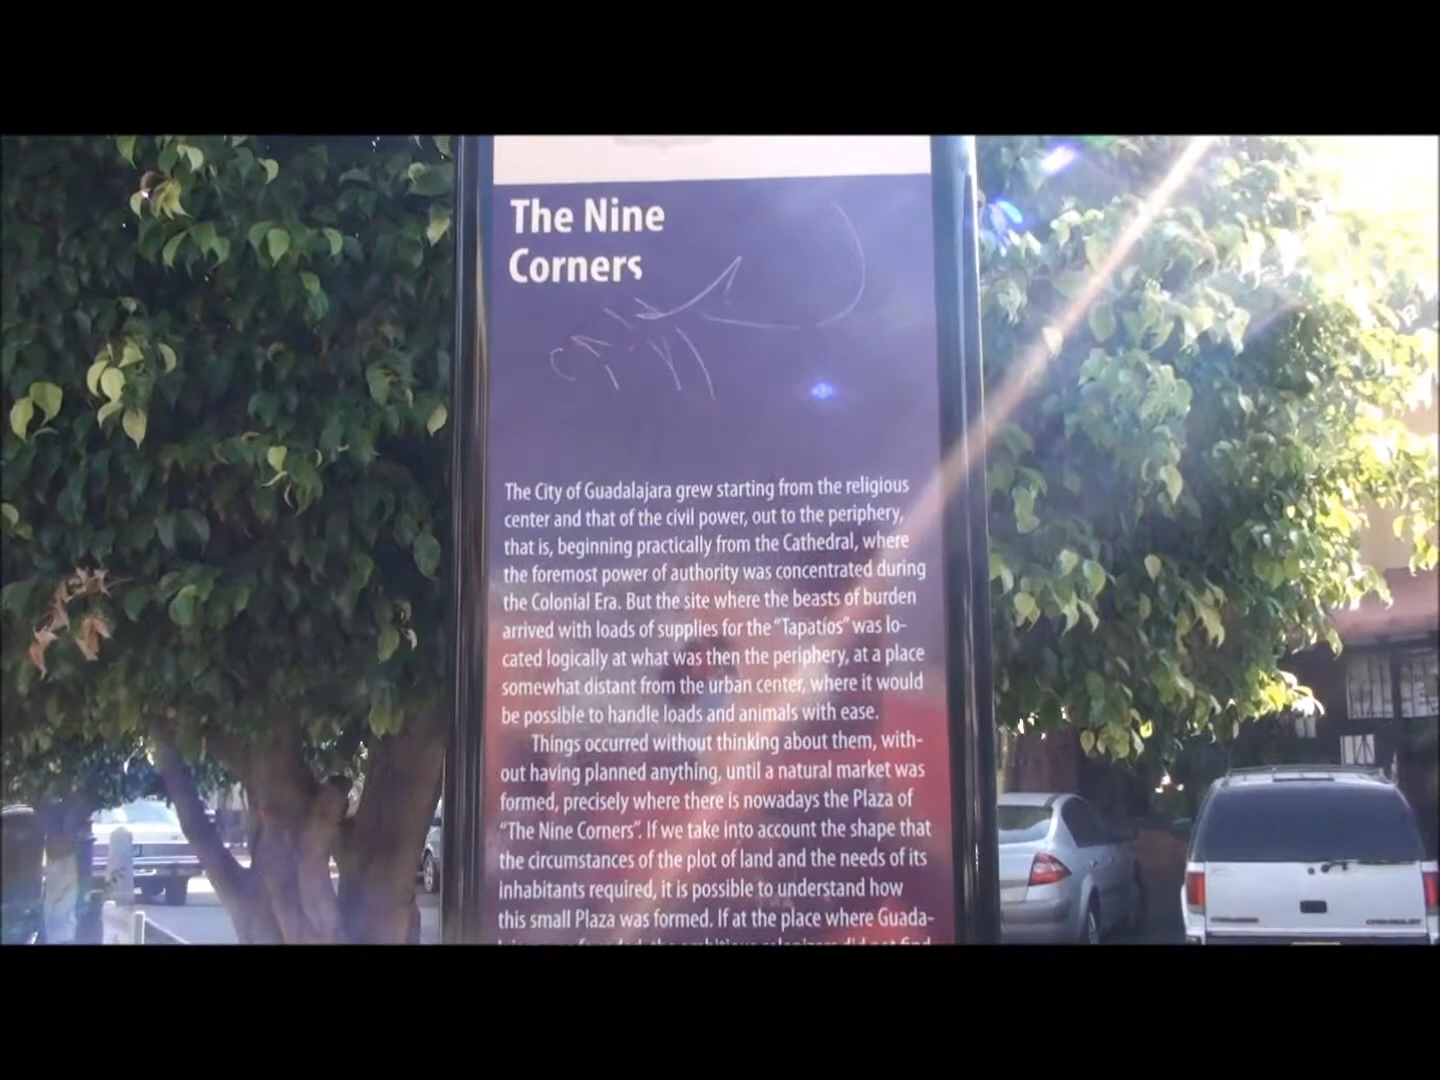 The Nine
Corners
The City of Guadalajara grew starting from the religious
center and that of the civil power, out to the periphery,
that is, beginning practically from the Cathedral, where
the foremost power of authority was concentrated during
the Colonial Era. But the site where the beasts of burden
arrived with loads of supplies for the “Tapatíos” was lo-
cated logically at what was then the periphery, at a place
somewhat distant from the urban center, where it would
be possible to handle loads and animals with ease.
Things occurred without thinking about them, with-
out having planned anything, until a natural market was
formed, precisely where there is nowadays the Plaza of
“The Nine Corners”. If we take into account the shape that
the circumstances of the plot of land and the needs of its
inhabitants required, it is possible to understand how
this small Plaza was formed. If at the place where Guada-
the ambitious colonizers did not find
CHEVROLET